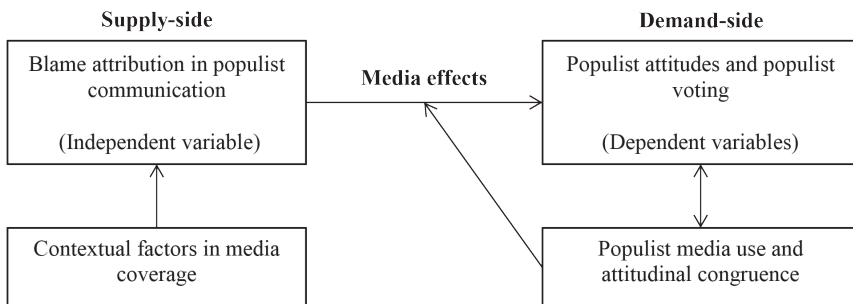 Supply-side
Demand-side
Blame attribution in populist
communication
(Independent variable)
Media effects
Populist attitudes and populist
voting
(Dependent variables)
Contextual factors in media
coverage
Populist media use and
attitudinal congruence